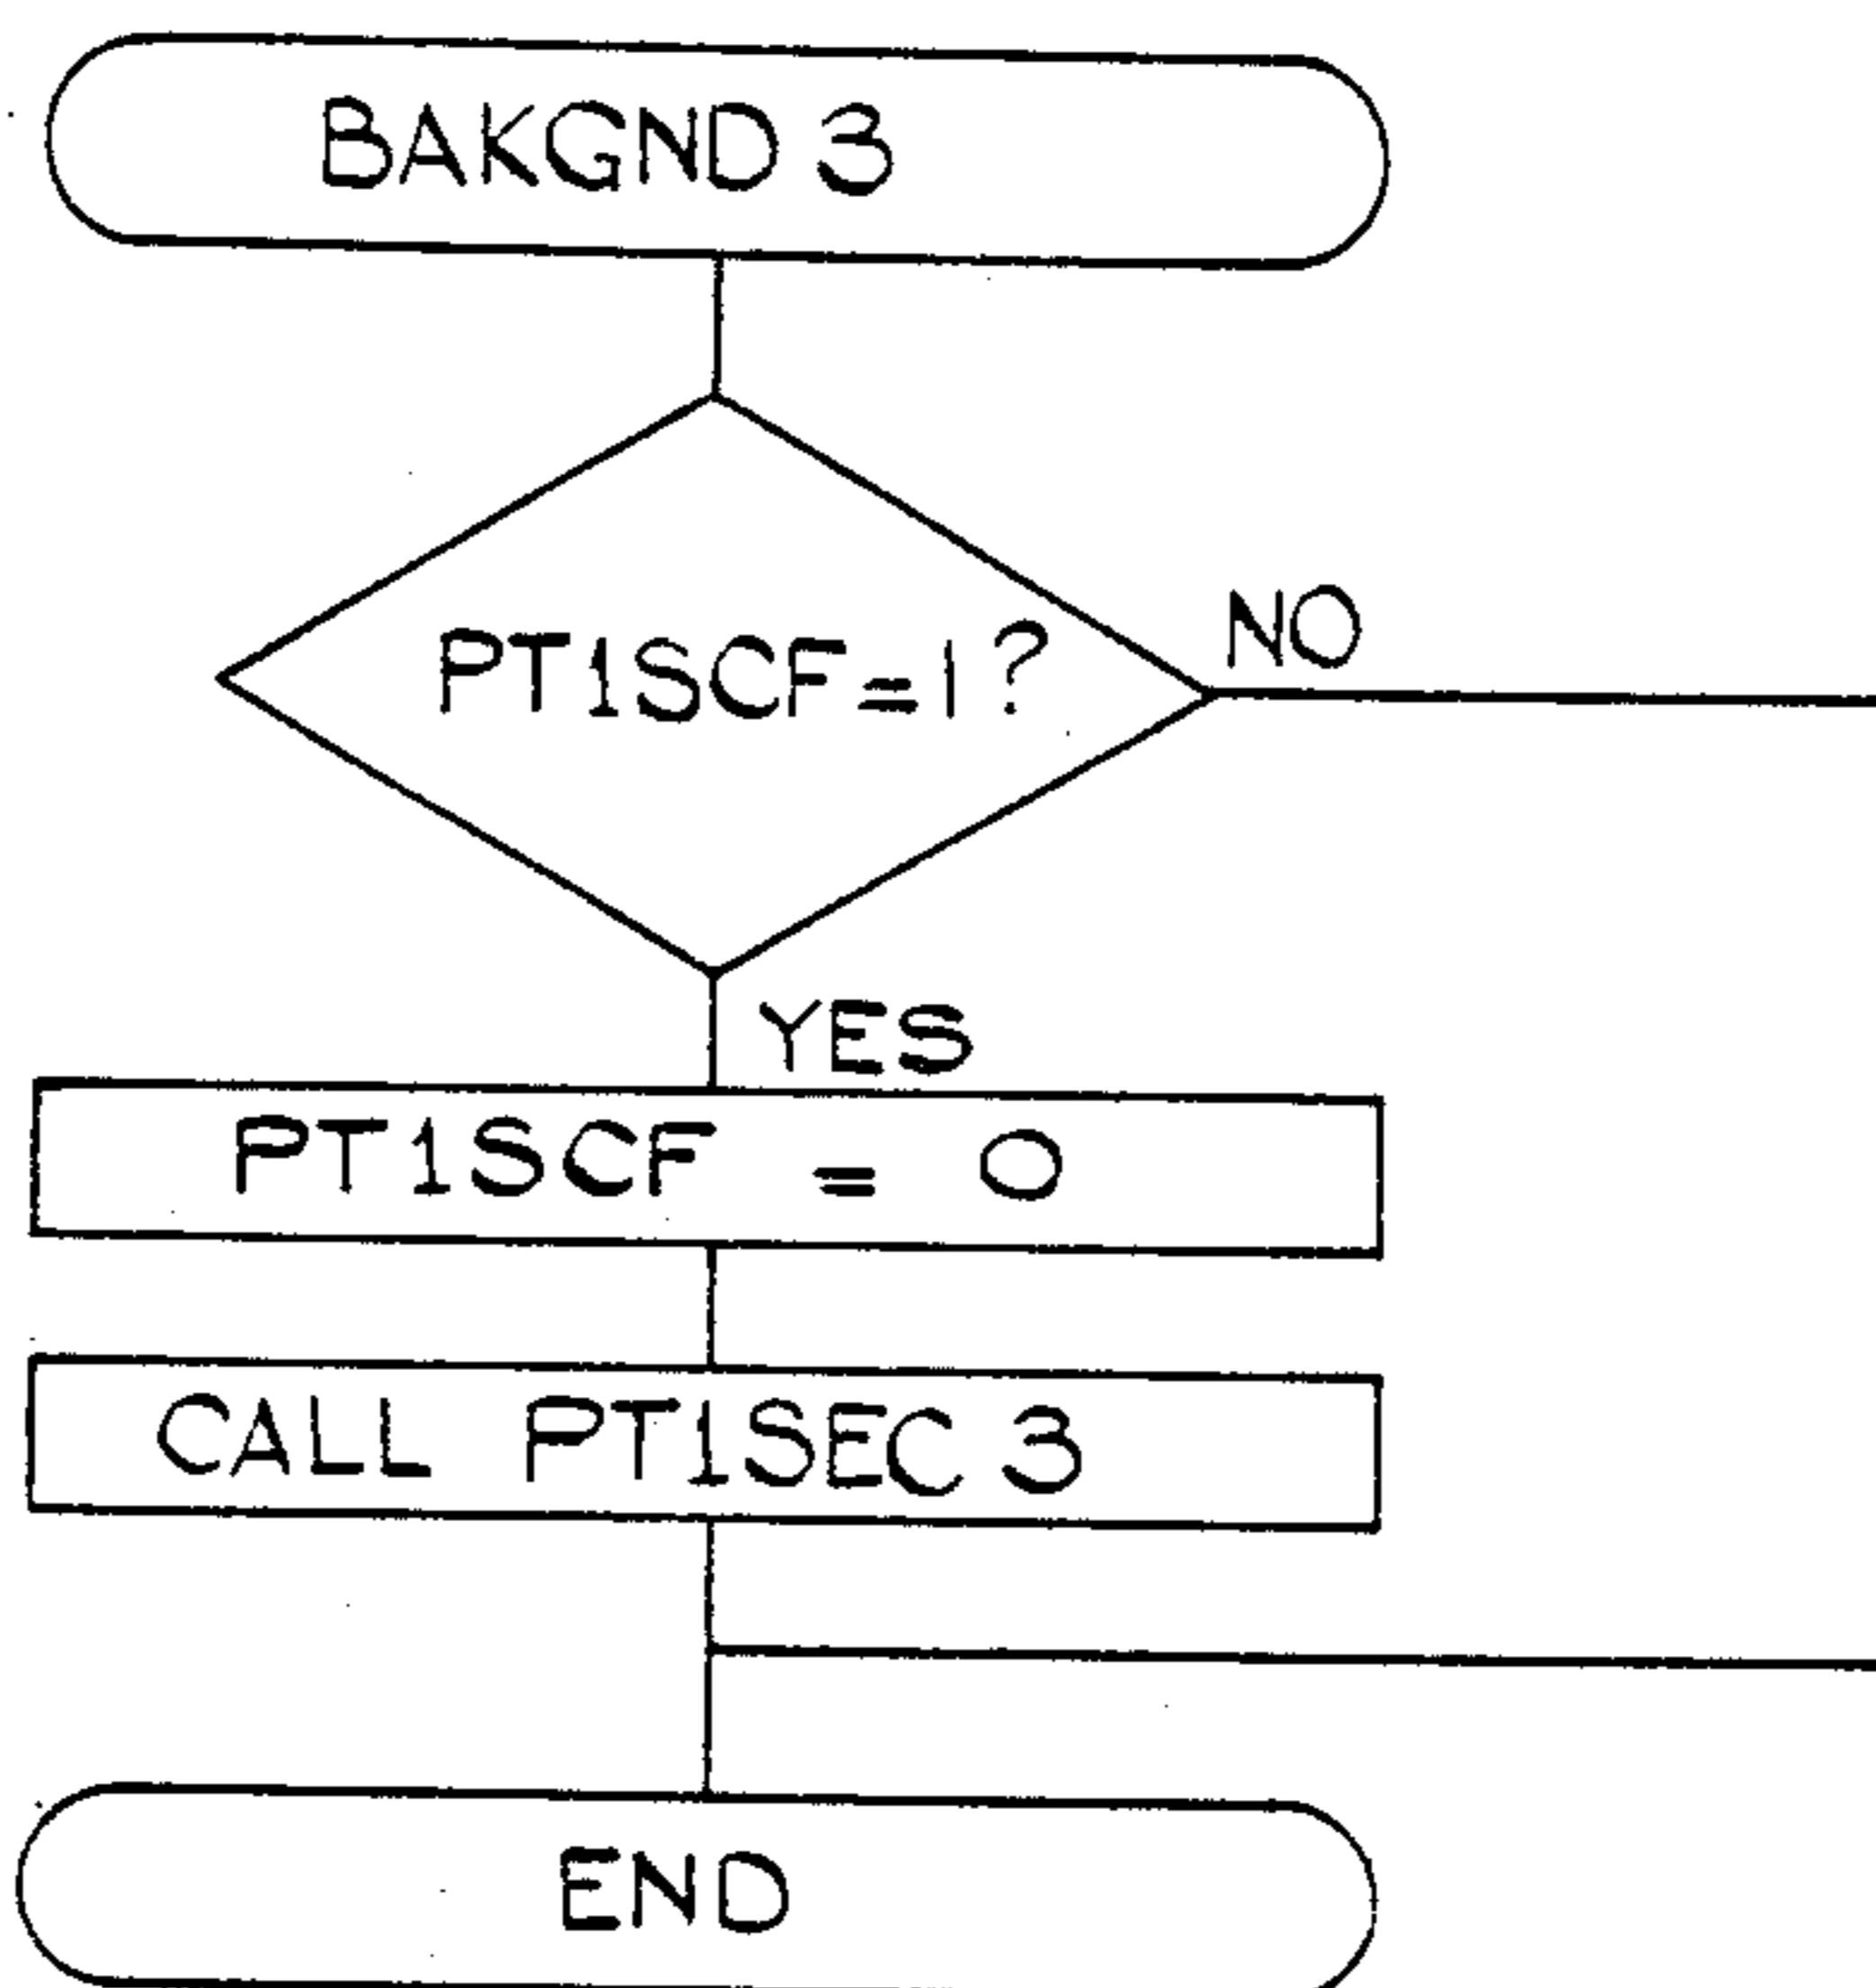 BAKGND 3
PT1SCF=1?
NO
YES
PT1SCF = 0
CALL PT1SEC 3
END